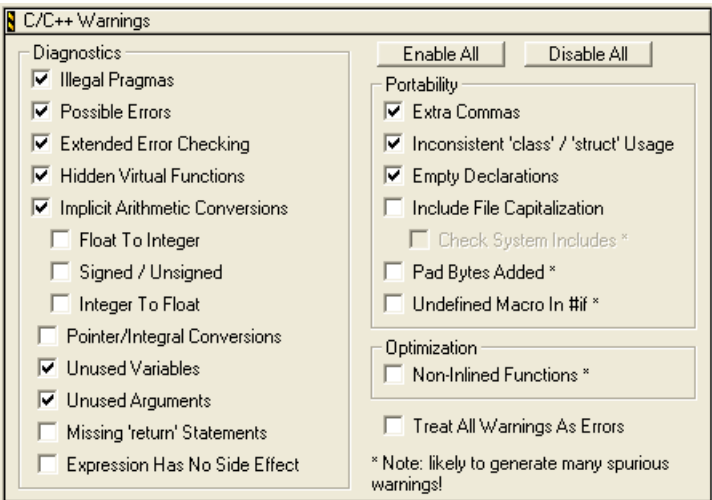 C/C++ Warnings
Diagnostics
Illegal Pragmas
Possible Errors
Extended Error Checking
Hidden Virtual Functions
Implicit Arithmetic Conversions
Float To Integer
Signed / Unsigned
Integer To Float
Pointer/Integral Conversions
Unused Variables
Unused Arguments
Missing 'return' Statements
Expression Has No Side Effect
Enable All
Disable All
Portability
Extra Commas
Inconsistent 'class' / 'struct' Usage
Empty Declarations
Include File Capitalization
Check System Includes *
Pad Bytes Added *
Undefined Macro In #if *
Optimization
Non-Inlined Functions *
Treat All Warnings As Errors
* Note: likely to generate many spurious
warnings!